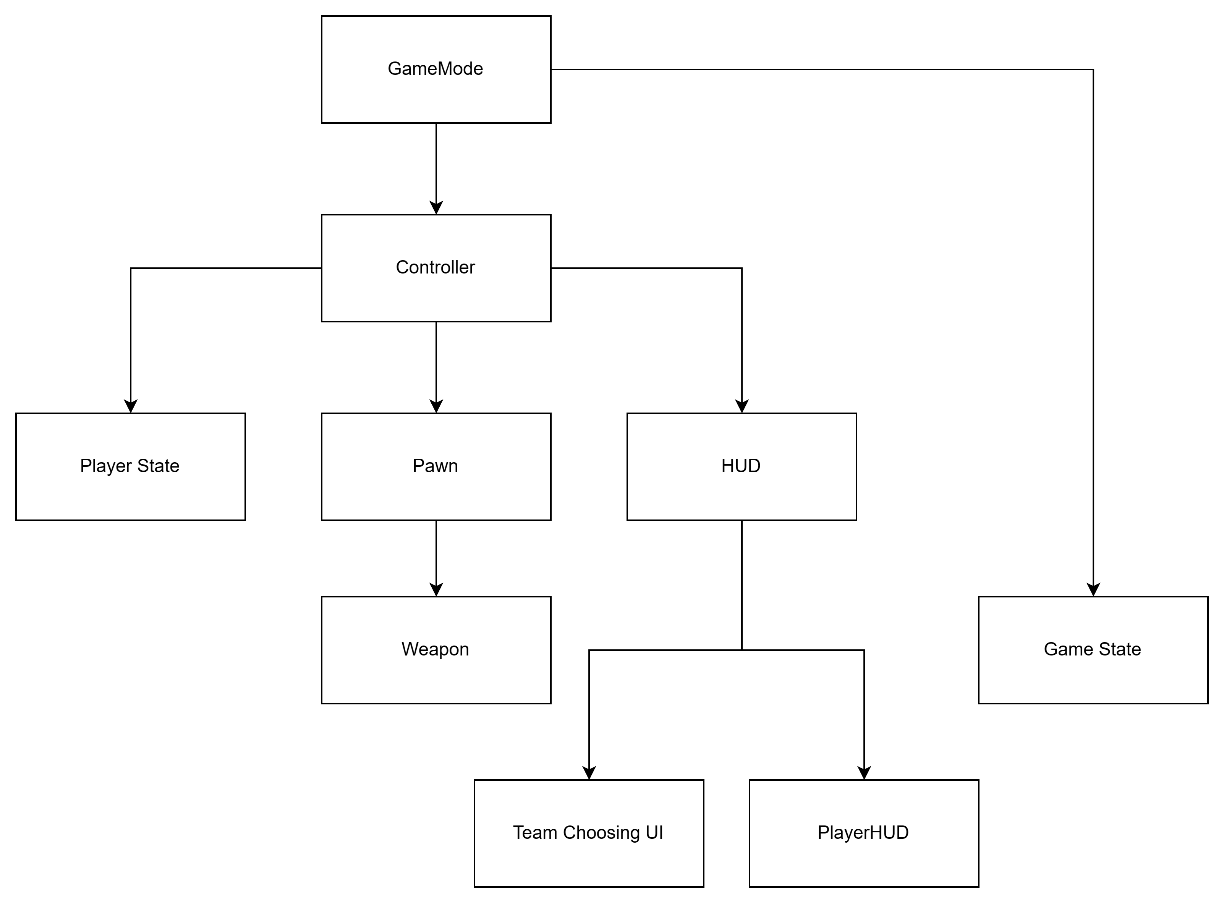 GameMode
Controller
Player State
Pawn
HUD
Weapon
Game State
Team Choosing UI
PlayerHUD